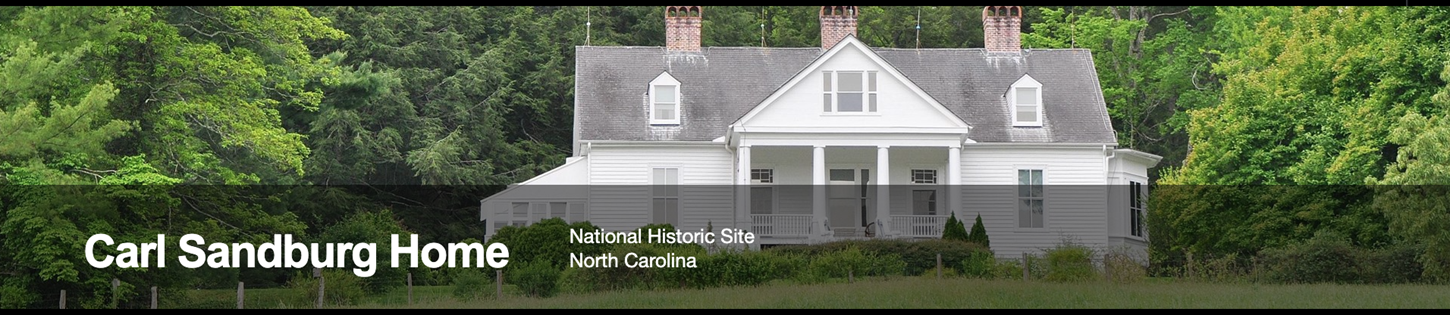 Carl Sandburg Home
National Historic Site
North Carolina